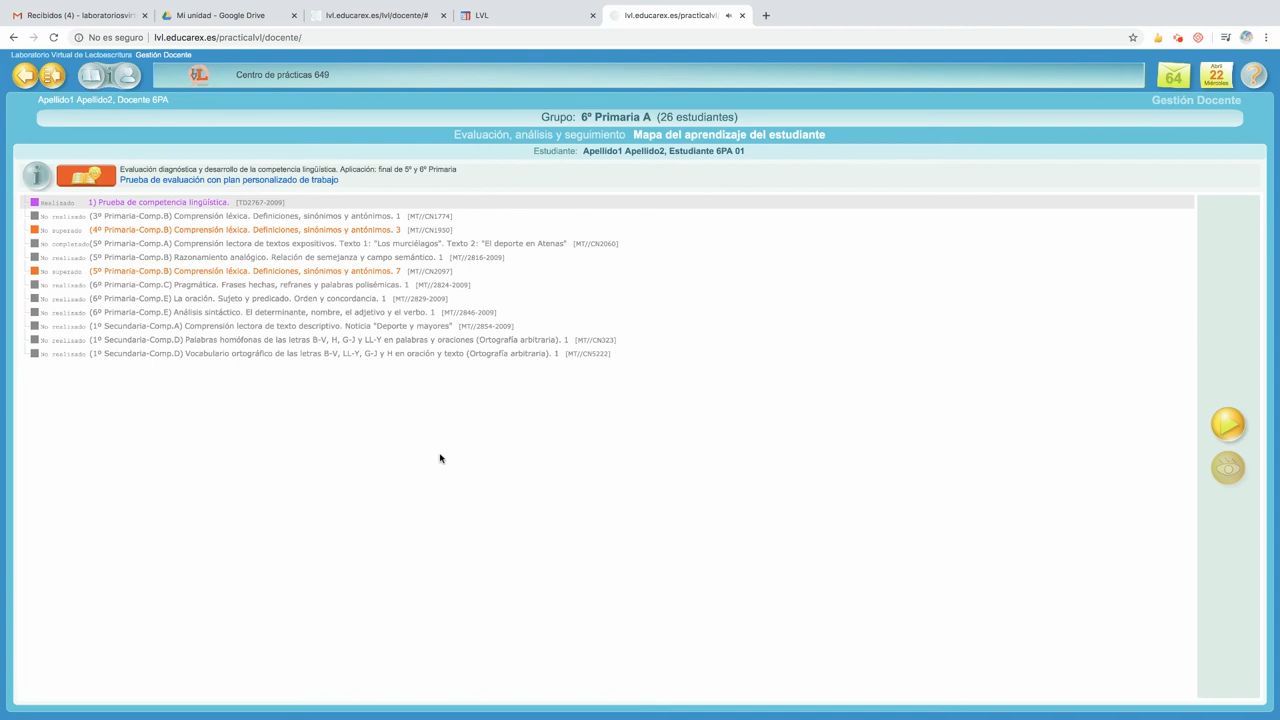 Recibidos (4) - laboratoriosvir
Mi unidad - Google Drive
lvl.educarex.es/lvl/docente/#
LVL
lvl.educarex.es/practicalvl/
No es seguro
lvl.educarex.es/practicalvl/docente/
Laboratorio Virtual de Lectoescritura Gestión Docente
Centro de prácticas 649
64
Abril
22
Miércoles
?
Apellido1 Apellido2, Docente 6PA
Gestión Docente
Grupo: 6º Primaria A (26 estudiantes)
Evaluación, análisis y seguimiento Mapa del aprendizaje del estudiante
Estudiante: Apellido1 Apellido2, Estudiante 6PA 01
Evaluación diagnóstica y desarrollo de la competencia lingüística. Aplicación: final de 5º y 6º Primaria
Prueba de evaluación con plan personalizado de trabajo
Realizado 1) Prueba de competencia lingüística. [TO2767-2009]
No realizado (3º Primaria-Comp.B) Comprensión léxica. Definiciones, sinónimos y antónimos. 1 [MT//CN1774]
No superado (4º Primaria-Comp.B) Comprensión léxica. Definiciones, sinónimos y antónimos. 3 [MT//CN1950]
No completado (5º Primaria-Comp.A) Comprensión lectora de textos expositivos. Texto 1: "Los murciélagos". Texto 2: "El deporte en Atenas" [MT//CN2060]
No realizado (5º Primaria-Comp.B) Razonamiento analógico. Relación de semejanza y campo semántico. 1 [MT//2816-2009]
No superado (5º Primaria-Comp.B) Comprensión léxica. Definiciones, sinónimos y antónimos. 7 [MT//CN2097]
No realizado (6º Primaria-Comp.C) Pragmática. Frases hechas, refranes y palabras polisémicas. 1 [MT//2824-2009]
No realizado (6º Primaria-Comp.E) La oración. Sujeto y predicado. Orden y concordancia. 1 [MT//2829-2009]
No realizado (6º Primaria-Comp.E) Análisis sintáctico. El determinante, nombre, el adjetivo y el verbo. 1 [MT//2846-2009]
No realizado (1º Secundaria-Comp.A) Comprensión lectora de texto descriptivo. Noticia "Deporte y mayores" [MT//2854-2009]
No realizado (1º Secundaria-Comp.D) Palabras homófonas de las letras B-V, H, G-J y LL-Y en palabras y oraciones (Ortografía arbitraria). 1 [MT//CN323]
No realizado (1º Secundaria-Comp.D) Vocabulario ortográfico de las letras B-V, LL-Y, G-J y H en oración y texto (Ortografía arbitraria). 1 [MT//CN5222]